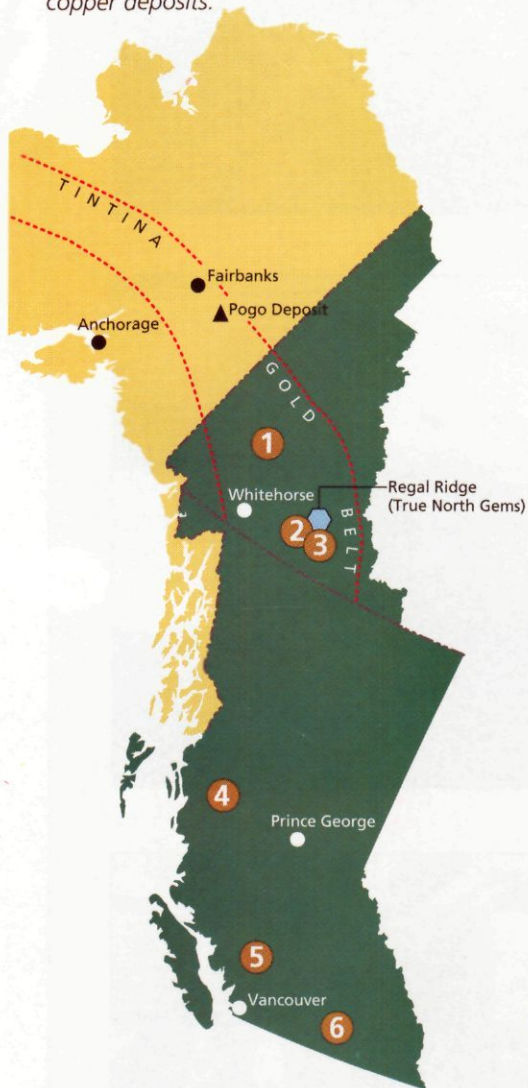 copper deposits.
TINTINA
Fairbanks
Pogo Deposit
Anchorage
GOLD
1
Whitehorse
Regal Ridge
(True North Gems)
2
3
BELT
4
Prince George
5
Vancouver
6